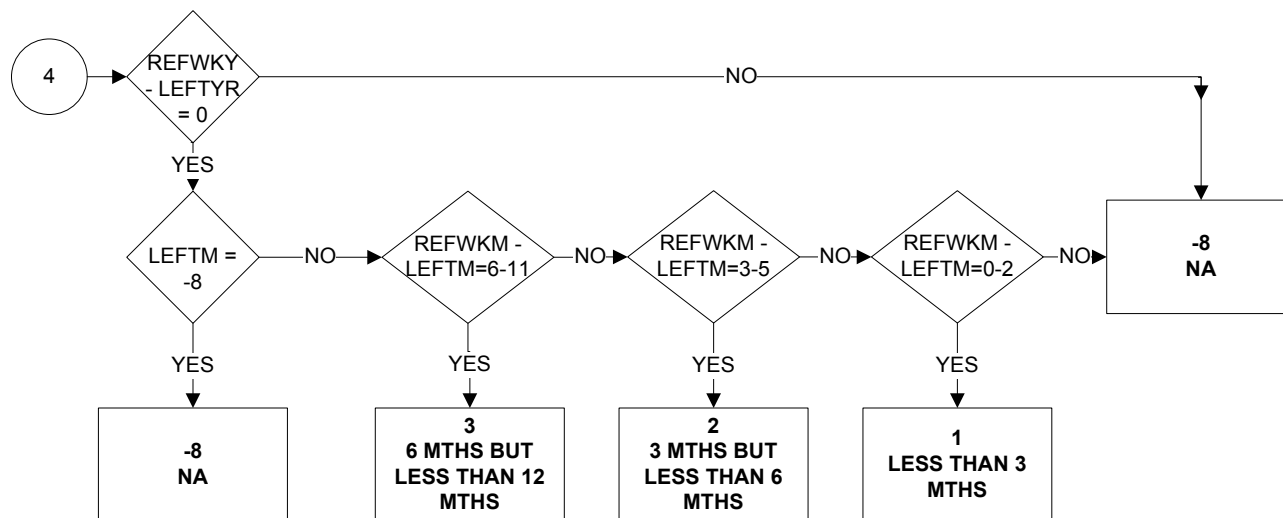 4
REFWKY
- LEFTYR
= 0
NO
YES
LEFTM =
-8
NO
REFWKM -
LEFTM=6-11
NO
REFWKM -
LEFTM=3-5
NO
REFWKM -
LEFTM=0-2
NO
-8
NA
YES
YES
YES
YES
-8
NA
3
6 MTHS BUT
LESS THAN 12
MTHS
2
3 MTHS BUT
LESS THAN 6
MTHS
1
LESS THAN 3
MTHS